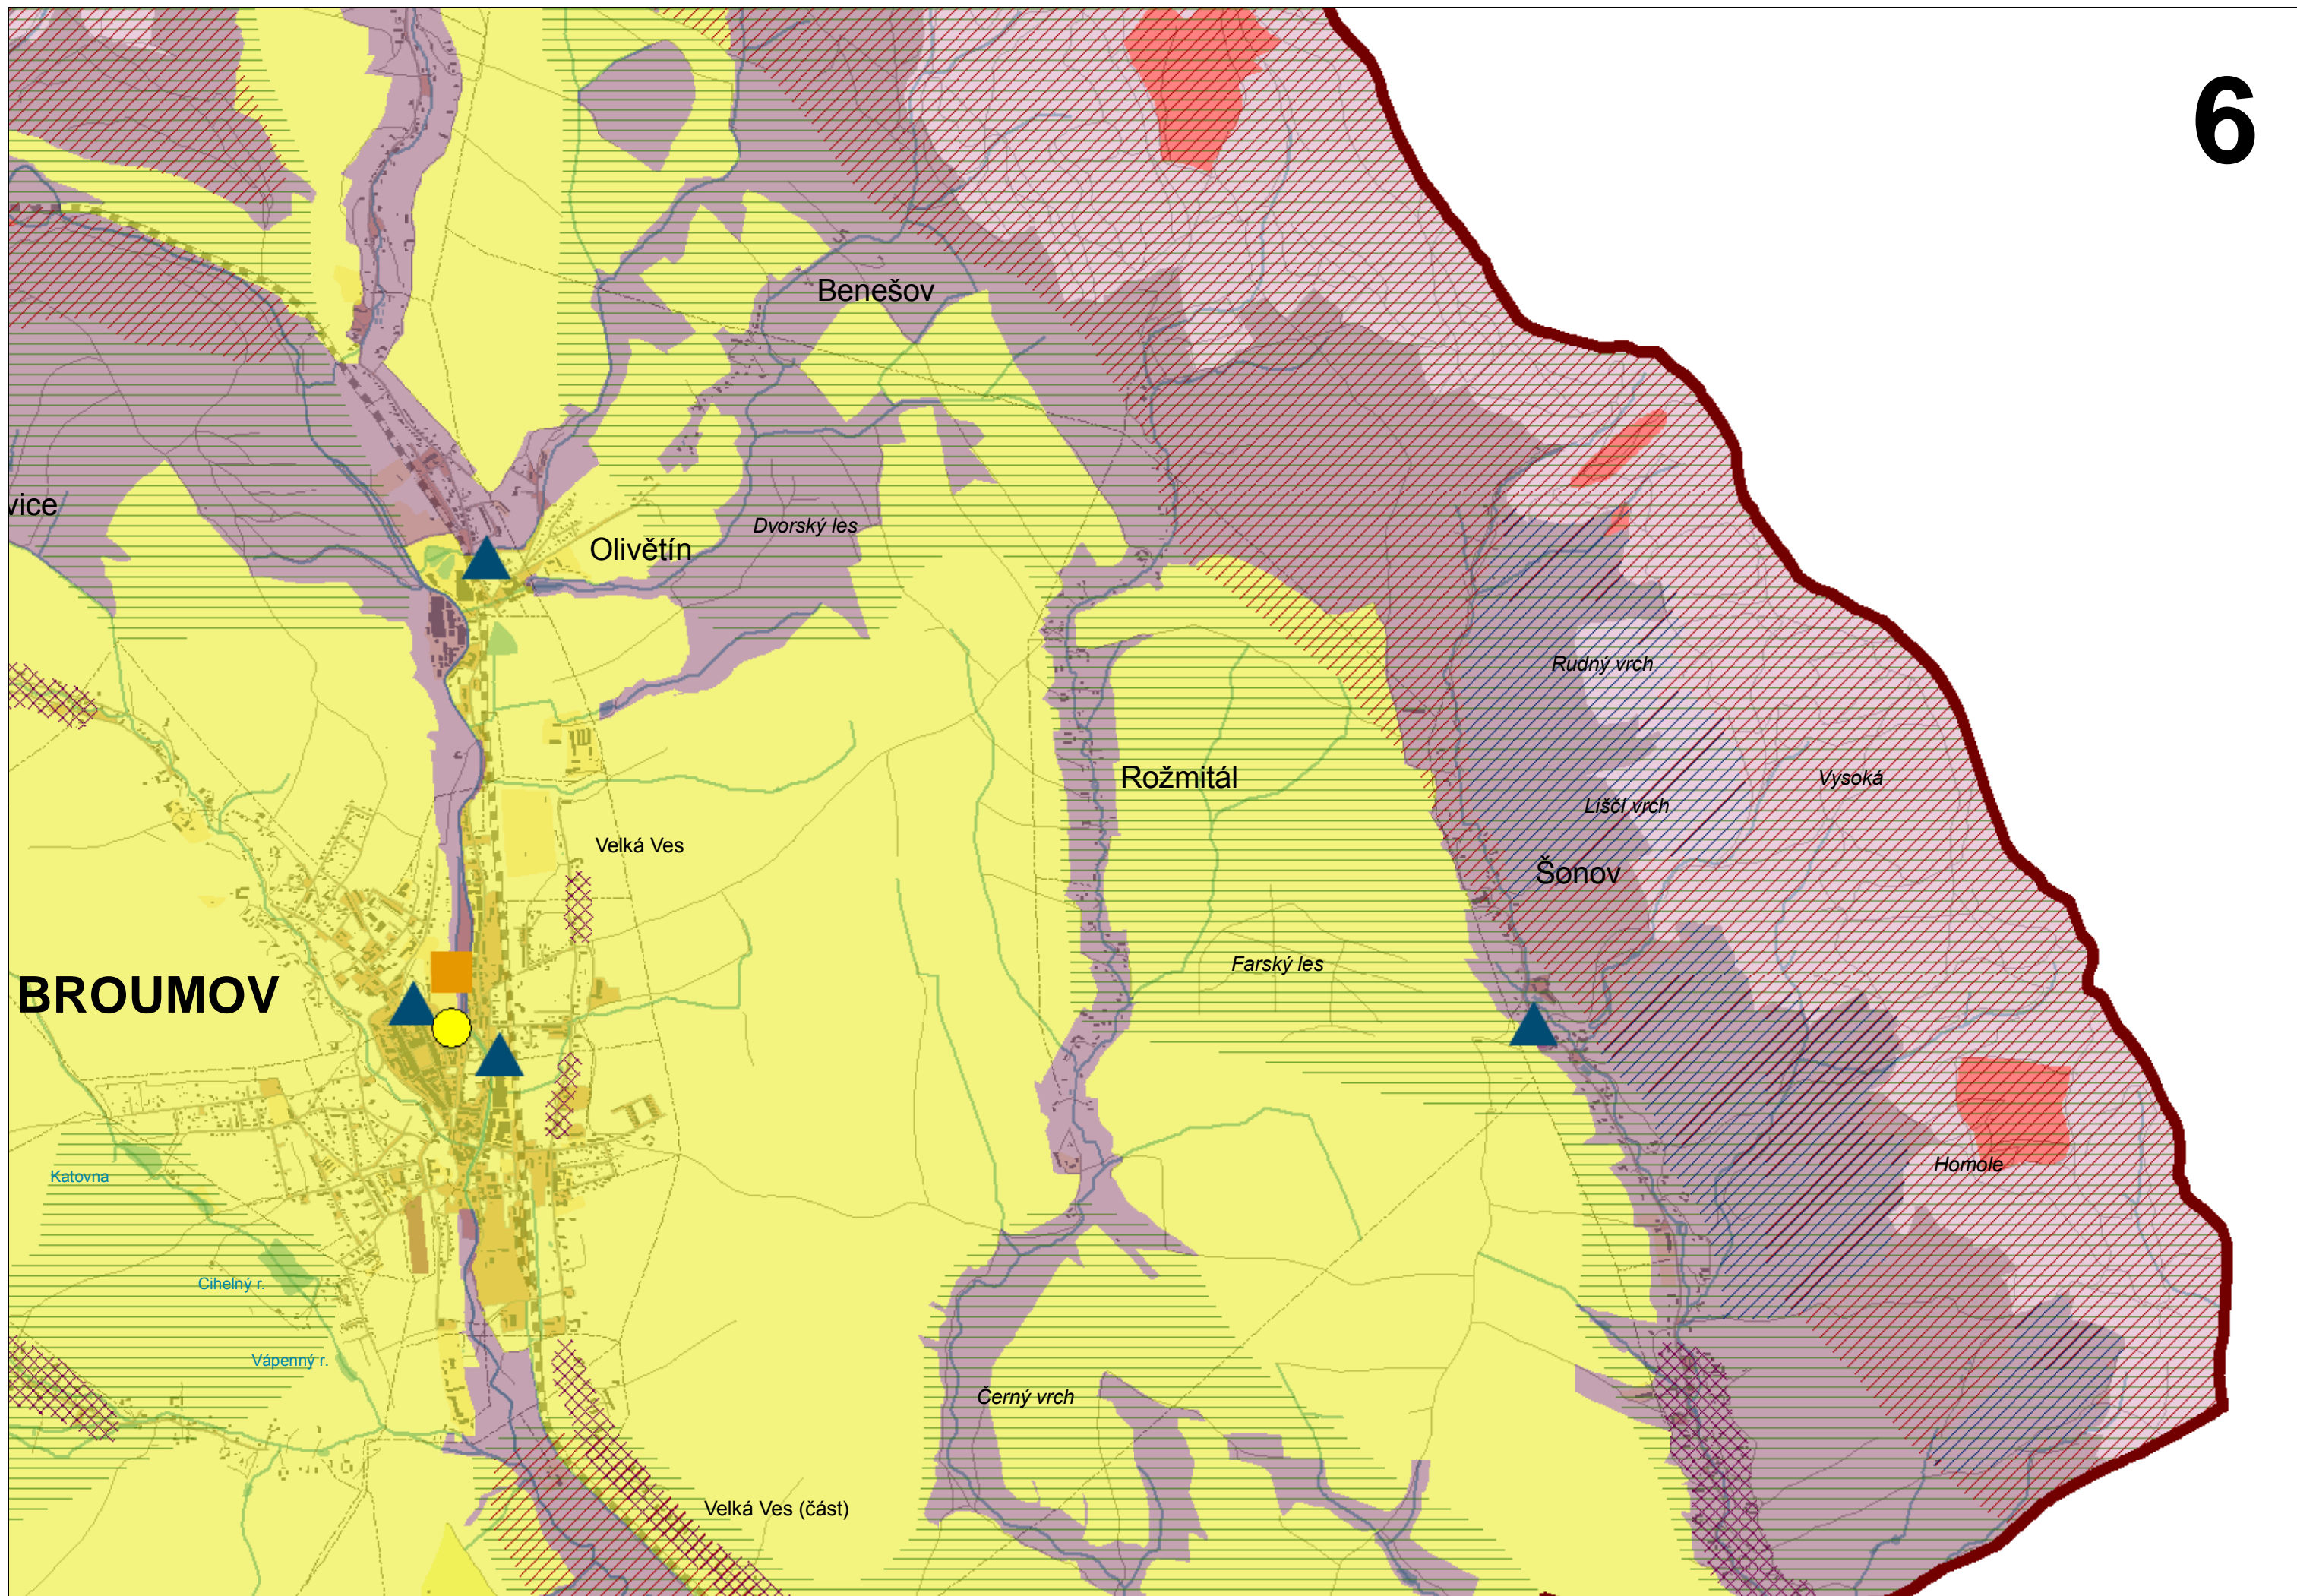 6
Benešov
vice
Dvorský les
Olivětín
Rudný vrch
Rožmitál
Vysoká
Liščí vrch
Velká Ves
Šonov
Farský les
BROUMOV
Homole
Katovna
Cihelný r.
Vápenný r.
Černý vrch
Velká Ves (část)